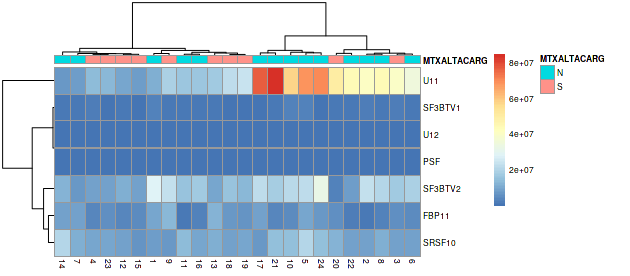 MTXALTACARG
U11
SF3BTV1
U12
PSF
SF3BTV2
FBP11
SRSF10
14 7 4 23 12 15 1 9 11 16 13 18 19 17 21 10 5 24 20 22 2 8 3 6
8e+07
6e+07
4e+07
2e+07
MTXALTACARG
N
S